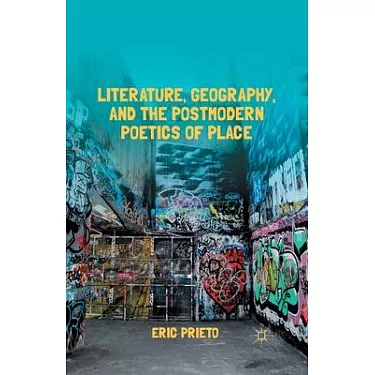 LITERATURE, GEOGRAPHY,
AND THE POSTMODERN
POETICS OF PLACE
ERIC PRIETO